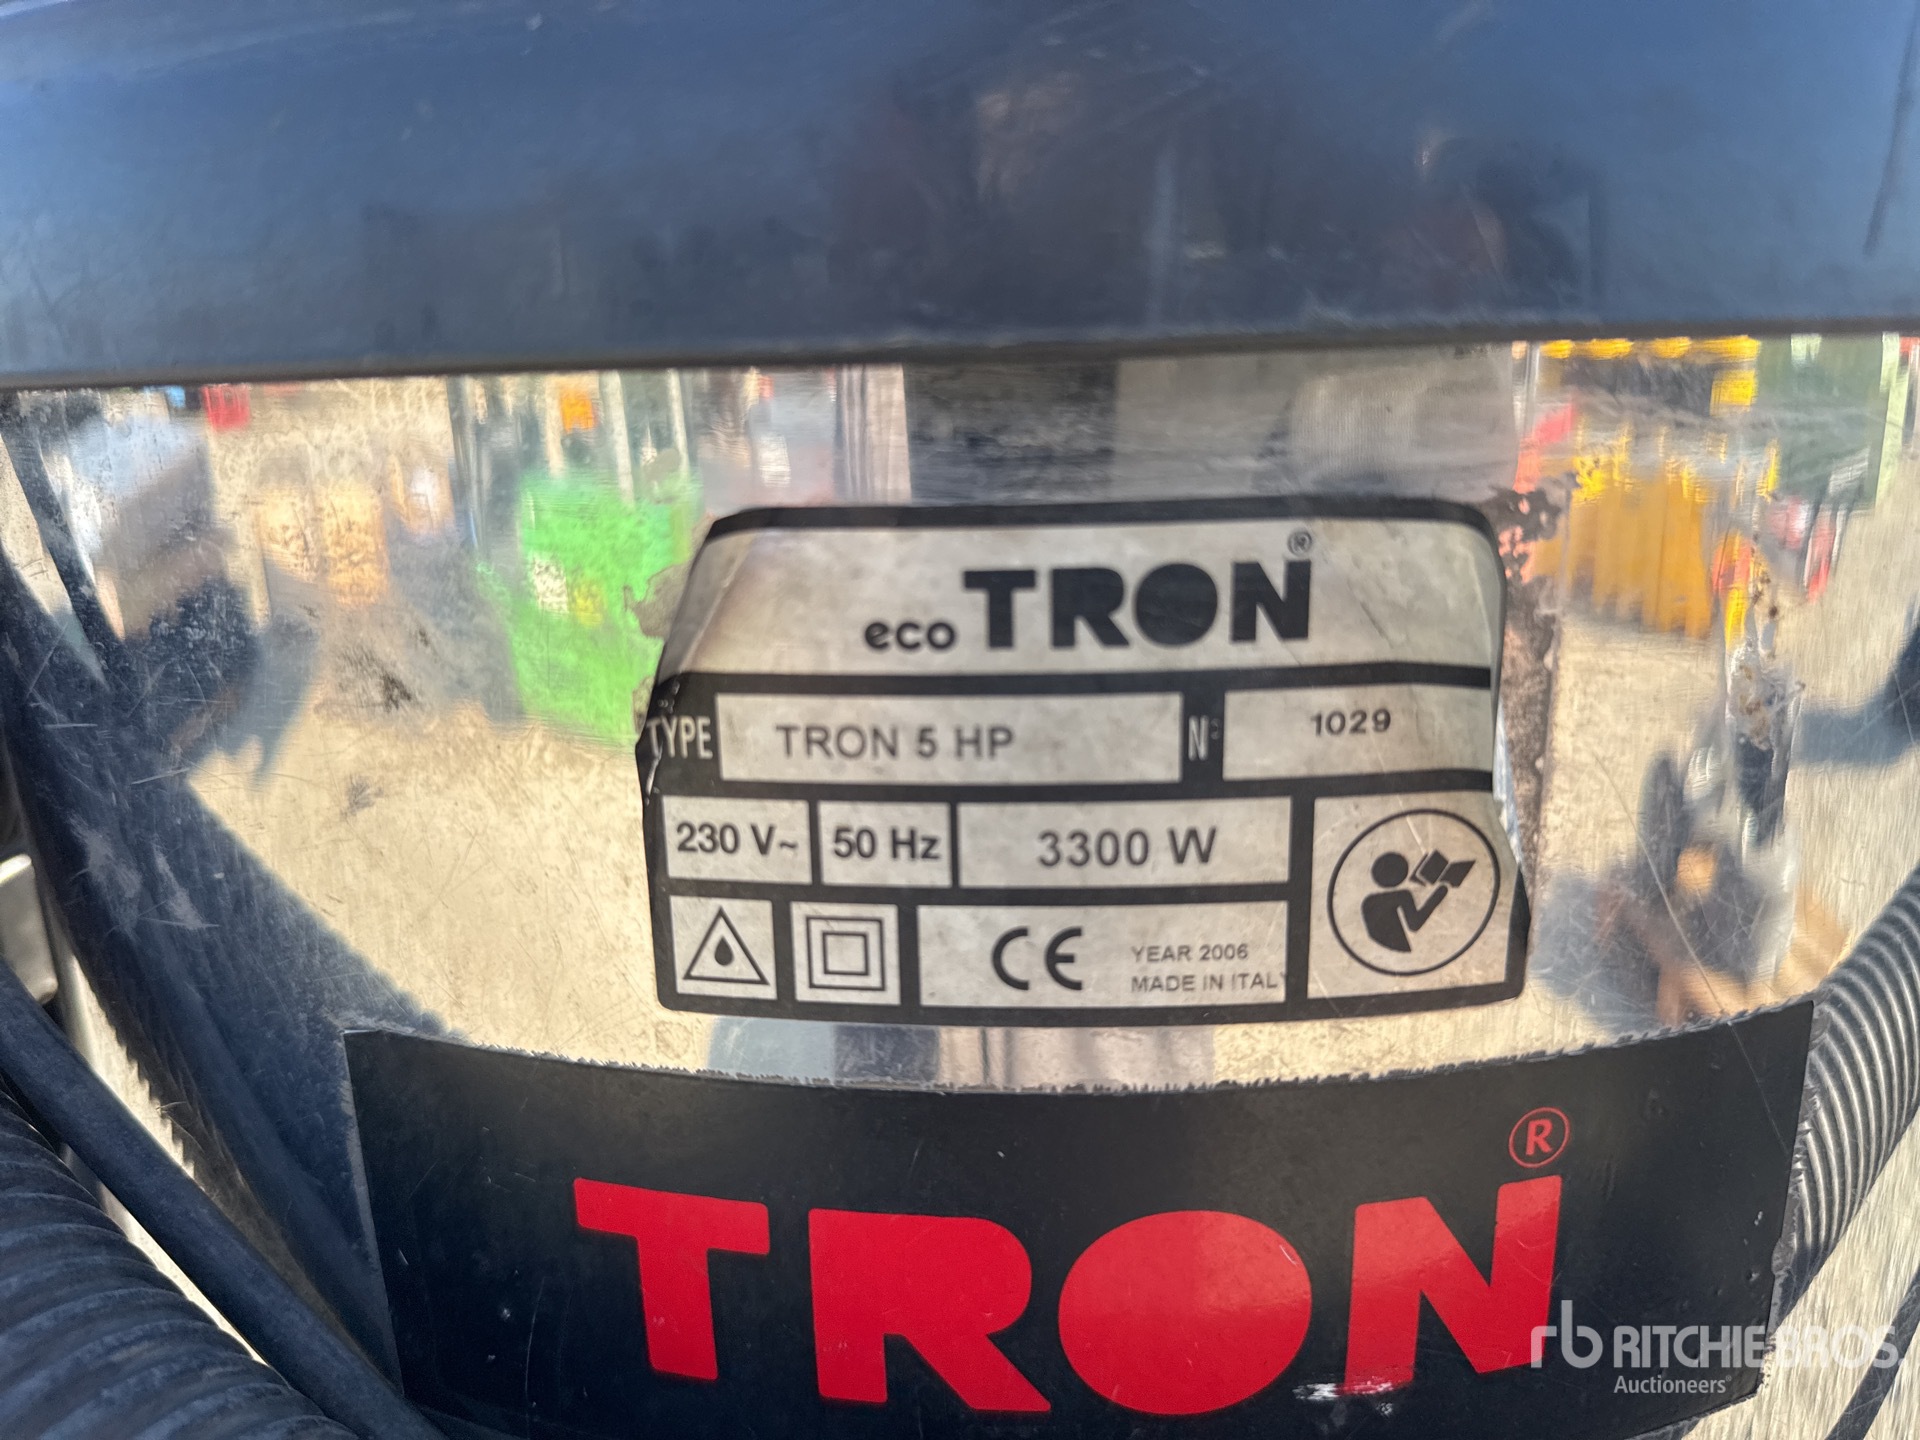 eco TRON ®
TYPE TRON 5 HP N° 1029
230 V~ 50 Hz 3300 W
CE YEAR 2006
MADE IN ITALY
TRON ®
rb RITCHIE BROS.
Auctioneers